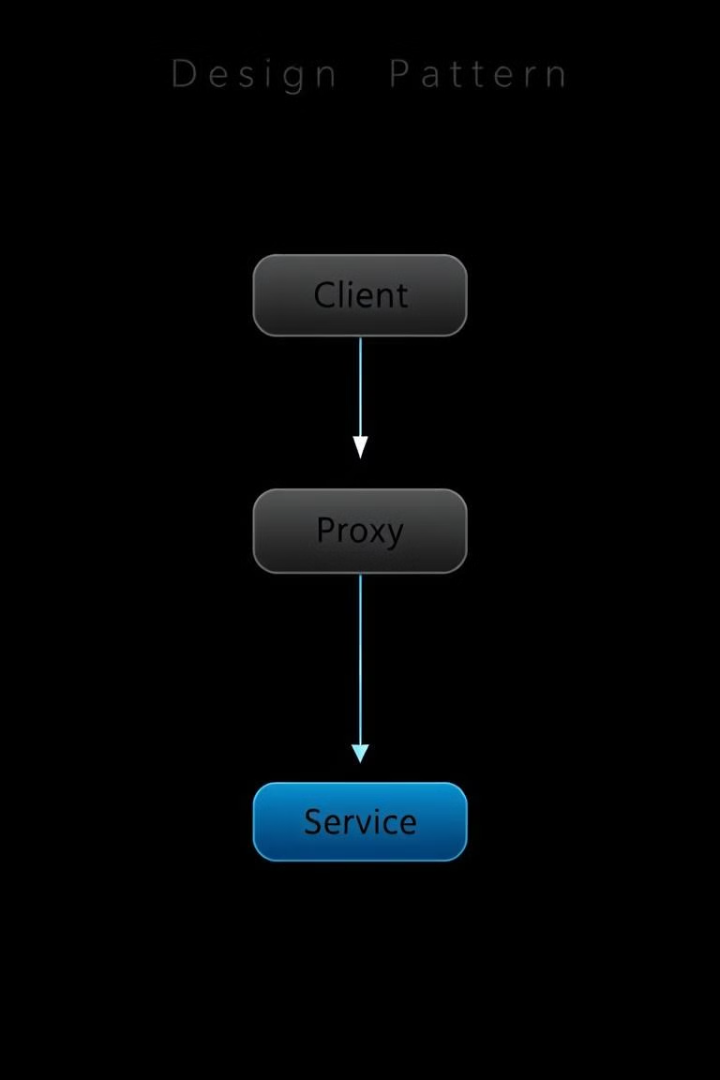 Design Pattern
Client
Proxy
Service